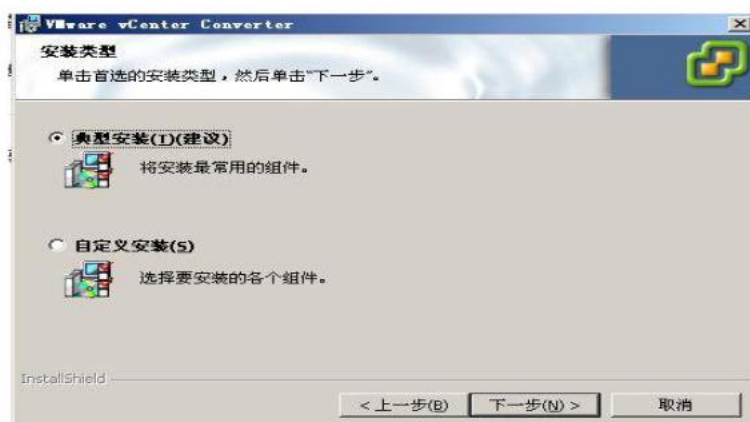 VMware vCenter Converter
安装类型
单击首选的安装类型，然后单击"下一步"。
典型安装(T)(建议)
将安装最常用的组件。
自定义安装(S)
选择要安装的各个组件。
InstallShield
< 上一步(B)
下一步(N) >
取消